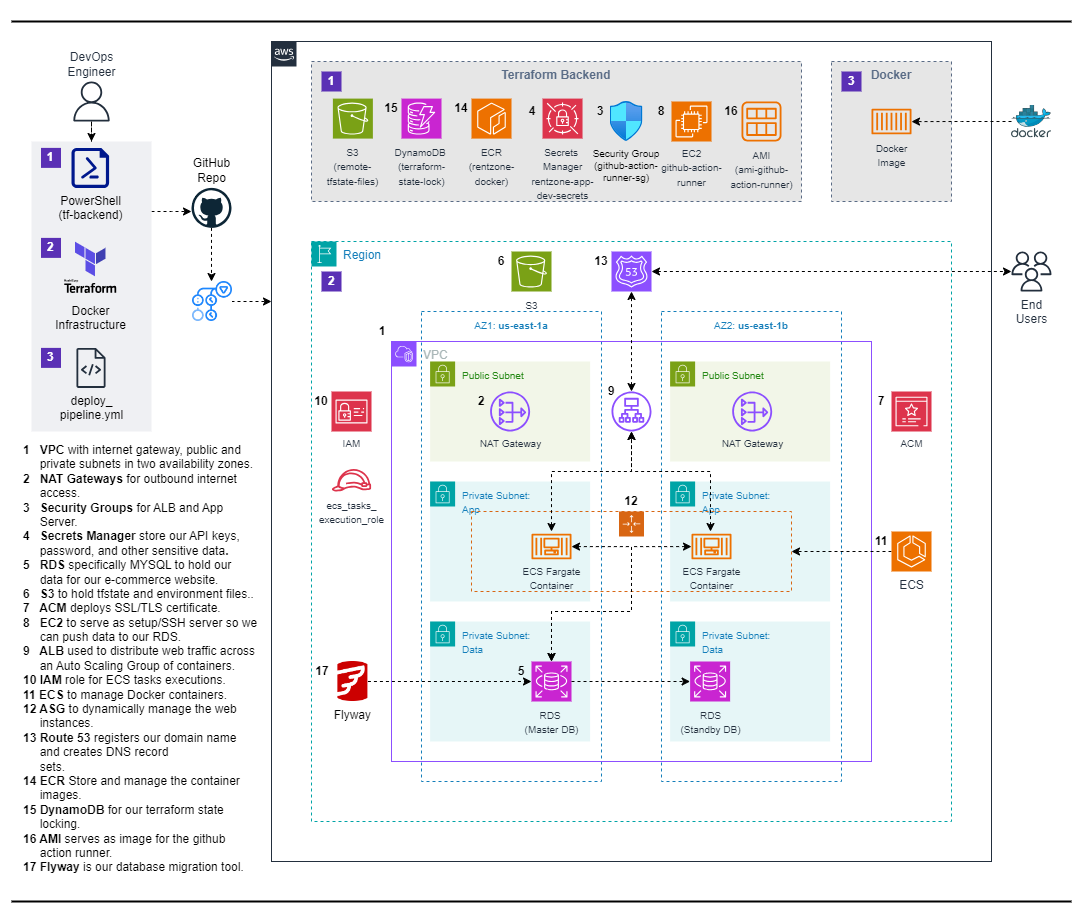 DevOps
Engineer
1
PowerShell
(tf-backend)
2
HashiCorp
Terraform
Docker
Infrastructure
3
deploy_
pipeline.yml
GitHub
Repo
aws
1
Terraform Backend
S3
(remote-
tfstate-files)
15
DynamoDB
(terraform-
state-lock)
14
ECR
(rentzone-
docker)
4
Secrets
Manager
rentzone-app-
dev-secrets
3
Security Group
(github-action-
runner-sg)
8
EC2
github-action-
runner
16
AMI
(ami-github-
action-runner)
3
Docker
Docker
Image
docker
Region
2
6
S3
13
53
End
Users
AZ1: us-east-1a
AZ2: us-east-1b
1
VPC
Public Subnet
2
NAT Gateway
9
Public Subnet
NAT Gateway
10
IAM
7
ACM
ecs_tasks_
execution_role
Private Subnet:
App
12
Private Subnet:
App
ECS Fargate
Container
ECS Fargate
Container
11
ECS
Private Subnet:
Data
Private Subnet:
Data
17
Flyway
5
RDS
(Master DB)
RDS
(Standby DB)
1 VPC with internet gateway, public and
private subnets in two availability zones.
2 NAT Gateways for outbound internet
access.
3 Security Groups for ALB and App
Server.
4 Secrets Manager store our API keys,
password, and other sensitive data.
5 RDS specifically MYSQL to hold our
data for our e-commerce website.
6 S3 to hold tfstate and environment files..
7 ACM deploys SSL/TLS certificate.
8 EC2 to serve as setup/SSH server so we
can push data to our RDS.
9 ALB used to distribute web traffic across
an Auto Scaling Group of containers.
10 IAM role for ECS tasks executions.
11 ECS to manage Docker containers.
12 ASG to dynamically manage the web
instances.
13 Route 53 registers our domain name
and creates DNS record
sets.
14 ECR Store and manage the container
images.
15 DynamoDB for our terraform state
locking.
16 AMI serves as image for the github
action runner.
17 Flyway is our database migration tool.